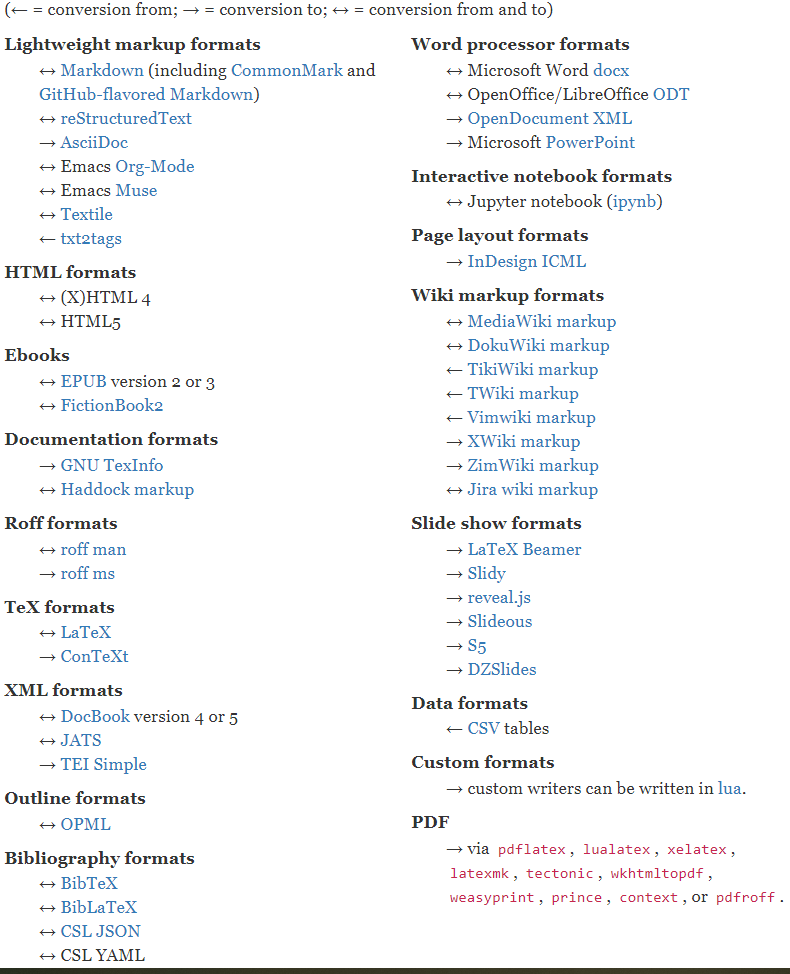 (← = conversion from; → = conversion to; ↔ = conversion from and to)
Lightweight markup formats
↔ Markdown (including CommonMark and
GitHub-flavored Markdown)
↔ reStructuredText
→ AsciiDoc
↔ Emacs Org-Mode
↔ Emacs Muse
↔ Textile
← txt2tags
HTML formats
↔ (X)HTML 4
↔ HTML5
Ebooks
↔ EPUB version 2 or 3
↔ FictionBook2
Documentation formats
→ GNU TexInfo
↔ Haddock markup
Roff formats
↔ roff man
→ roff ms
TeX formats
↔ LaTeX
→ ConTeXt
XML formats
↔ DocBook version 4 or 5
↔ JATS
→ TEI Simple
Outline formats
↔ OPML
Bibliography formats
↔ BibTeX
↔ BibLaTeX
↔ CSL JSON
↔ CSL YAML
Word processor formats
↔ Microsoft Word docx
↔ OpenOffice/LibreOffice ODT
→ OpenDocument XML
→ Microsoft PowerPoint
Interactive notebook formats
↔ Jupyter notebook (ipynb)
Page layout formats
→ InDesign ICML
Wiki markup formats
↔ MediaWiki markup
↔ DokuWiki markup
← TikiWiki markup
← TWiki markup
← Vimwiki markup
→ XWiki markup
→ ZimWiki markup
↔ Jira wiki markup
Slide show formats
→ LaTeX Beamer
→ Slidy
→ reveal.js
→ Slideous
→ S5
→ DZSlides
Data formats
← CSV tables
Custom formats
→ custom writers can be written in lua.
PDF
→ via pdflatex, lualatex, xelatex,
latexmk, tectonic, wkhtmltopdf,
weasyprint, prince, context, or pdfroff.